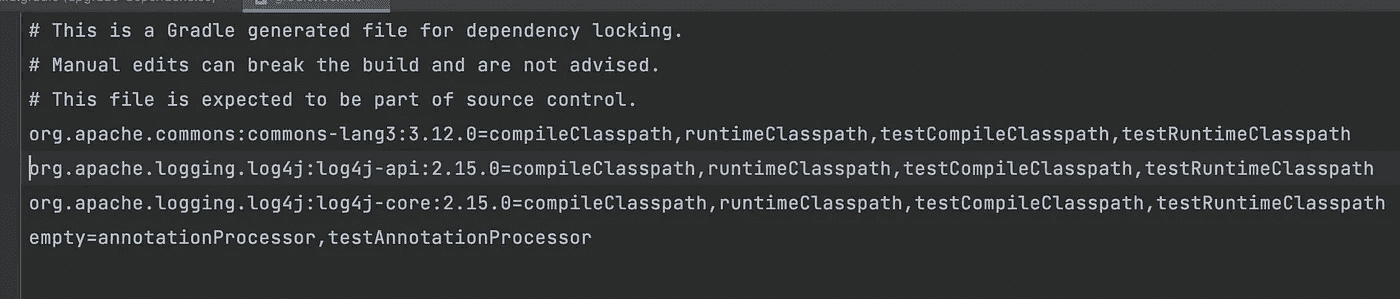 # This is a Gradle generated file for dependency locking.
# Manual edits can break the build and are not advised.
# This file is expected to be part of source control.
org.apache.commons:commons-lang3:3.12.0=compileClasspath,runtimeClasspath,testCompileClasspath,testRuntimeClasspath
org.apache.logging.log4j:log4j-api:2.15.0=compileClasspath,runtimeClasspath,testCompileClasspath,testRuntimeClasspath
org.apache.logging.log4j:log4j-core:2.15.0=compileClasspath,runtimeClasspath,testCompileClasspath,testRuntimeClasspath
empty=annotationProcessor,testAnnotationProcessor